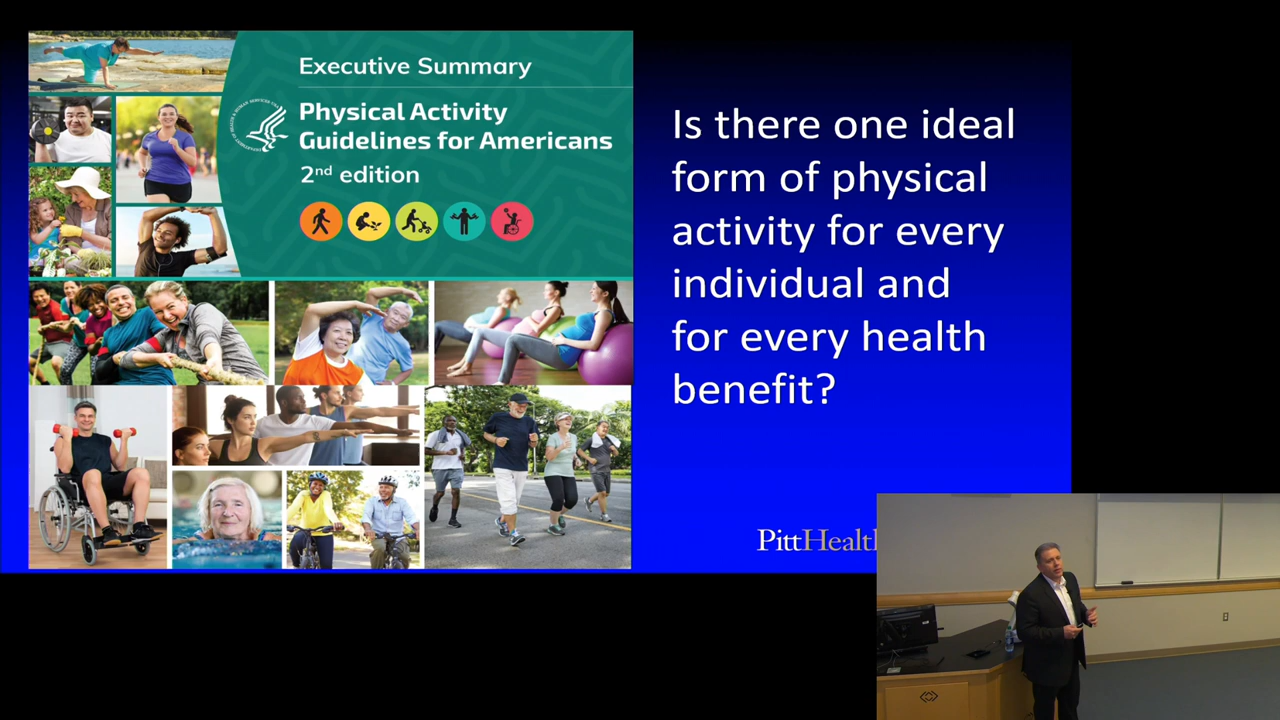 Executive Summary
Physical Activity
Guidelines for Americans
2nd edition
Is there one ideal
form of physical
activity for every
individual and
for every health
benefit?
PittHealth